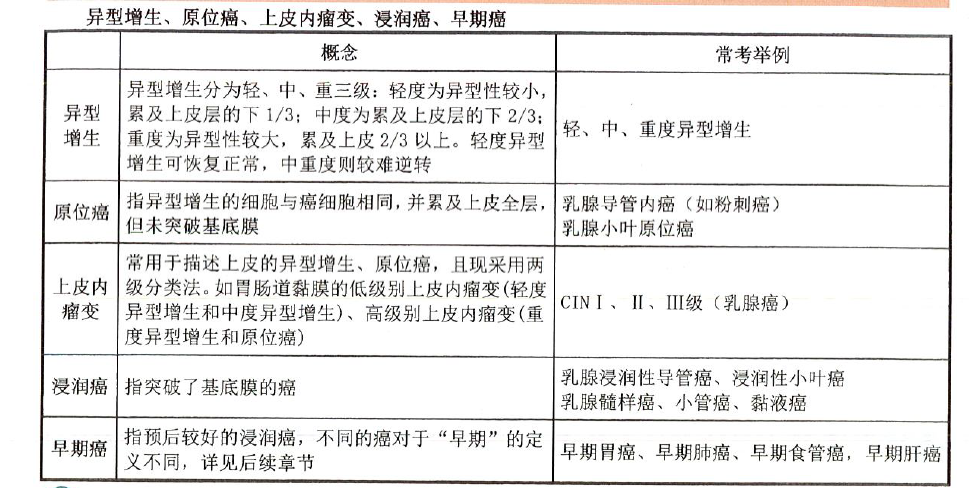 异型增生、原位癌、上皮内瘤变、浸润癌、早期癌
概念
常考举例
异型
增生
异型增生分为轻、中、重三级：轻度为异型性较小，
累及上皮层的下 1/3；中度为累及上皮层的下 2/3；
重度为异型性较大，累及上皮 2/3 以上。轻度异型
增生可恢复正常，中重度则较难逆转
轻、中、重度异型增生
原位癌
指异型增生的细胞与癌细胞相同，并累及上皮全层，
但未突破基底膜
乳腺导管内癌（如粉刺癌）
乳腺小叶原位癌
上皮内
瘤变
常用于描述上皮的异型增生、原位癌，且现采用两
级分类法。如胃肠道黏膜的低级别上皮内瘤变(轻度
异型增生和中度异型增生)、高级别上皮内瘤变(重
度异型增生和原位癌)
CINⅠ、Ⅱ、Ⅲ级（乳腺癌）
浸润癌
指突破了基底膜的癌
乳腺浸润性导管癌、浸润性小叶癌
乳腺髓样癌、小管癌、黏液癌
早期癌
指预后较好的浸润癌，不同的癌对于“早期”的定
义不同，详见后续章节
早期胃癌、早期肺癌、早期食管癌，早期肝癌